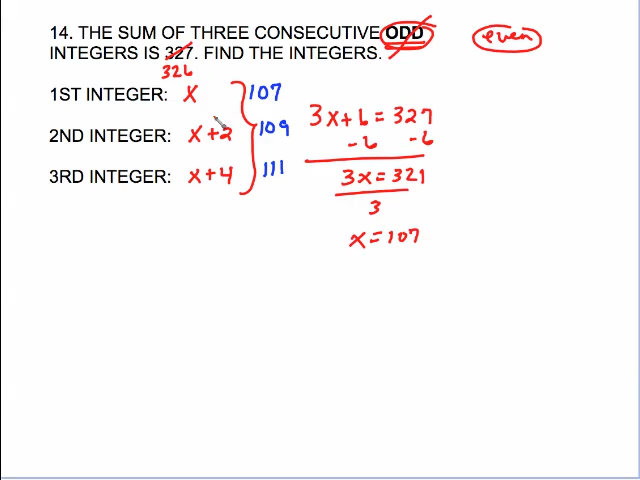 14. THE SUM OF THREE CONSECUTIVE ODD even
INTEGERS IS 327. FIND THE INTEGERS.
326
1ST INTEGER: x 107
3x+6=327
2ND INTEGER: x+2 109
-6 -6
3RD INTEGER: x+4 111
3x=321
3
x=107